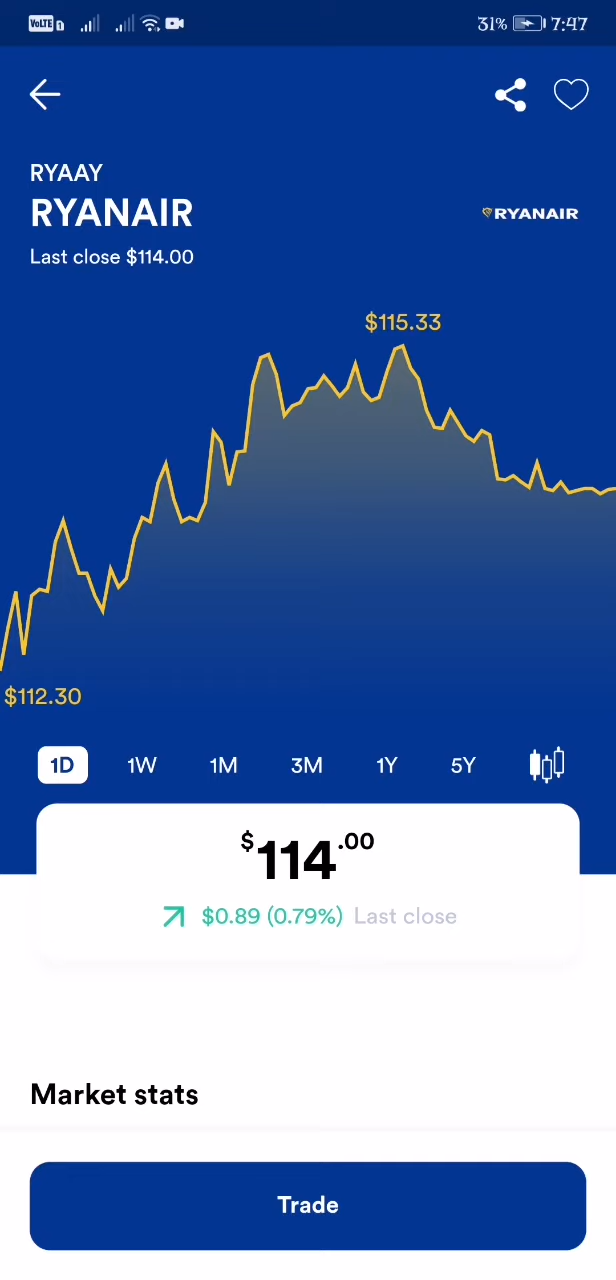 VoLTE 1 31% 7:47
RYAAY
RYANAIR
RYANAIR
Last close $114.00
$115.33
$112.30
1D 1W 1M 3M 1Y 5Y
$114.00
$0.89 (0.79%) Last close
Market stats
Trade